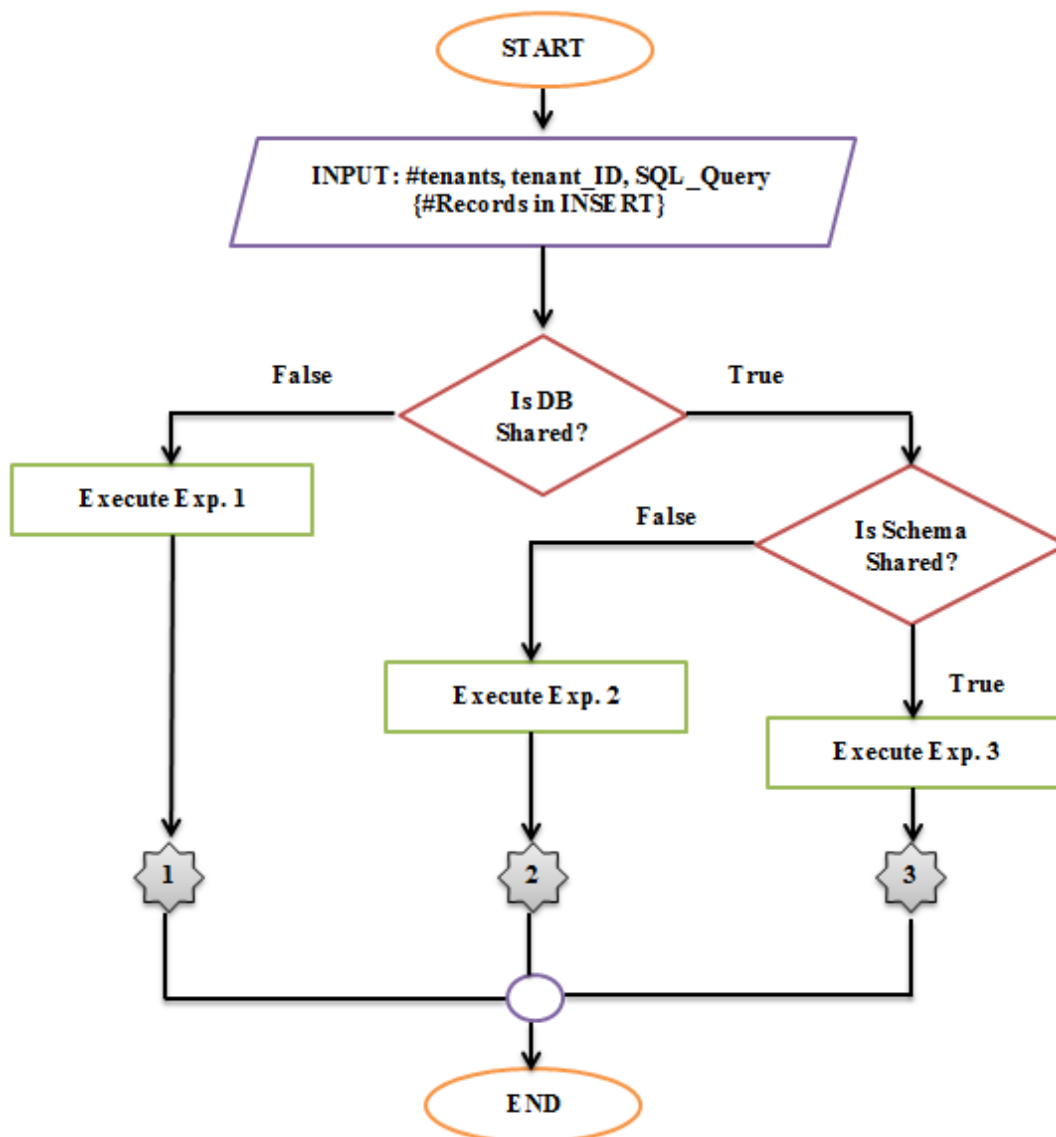 START
INPUT: #tenants, tenant_ID, SQL_Query
{#Records in INSERT}
False
True
Is DB
Shared?
Execute Exp. 1
False
Is Schema
Shared?
Execute Exp. 2
True
Execute Exp. 3
1
2
3
END